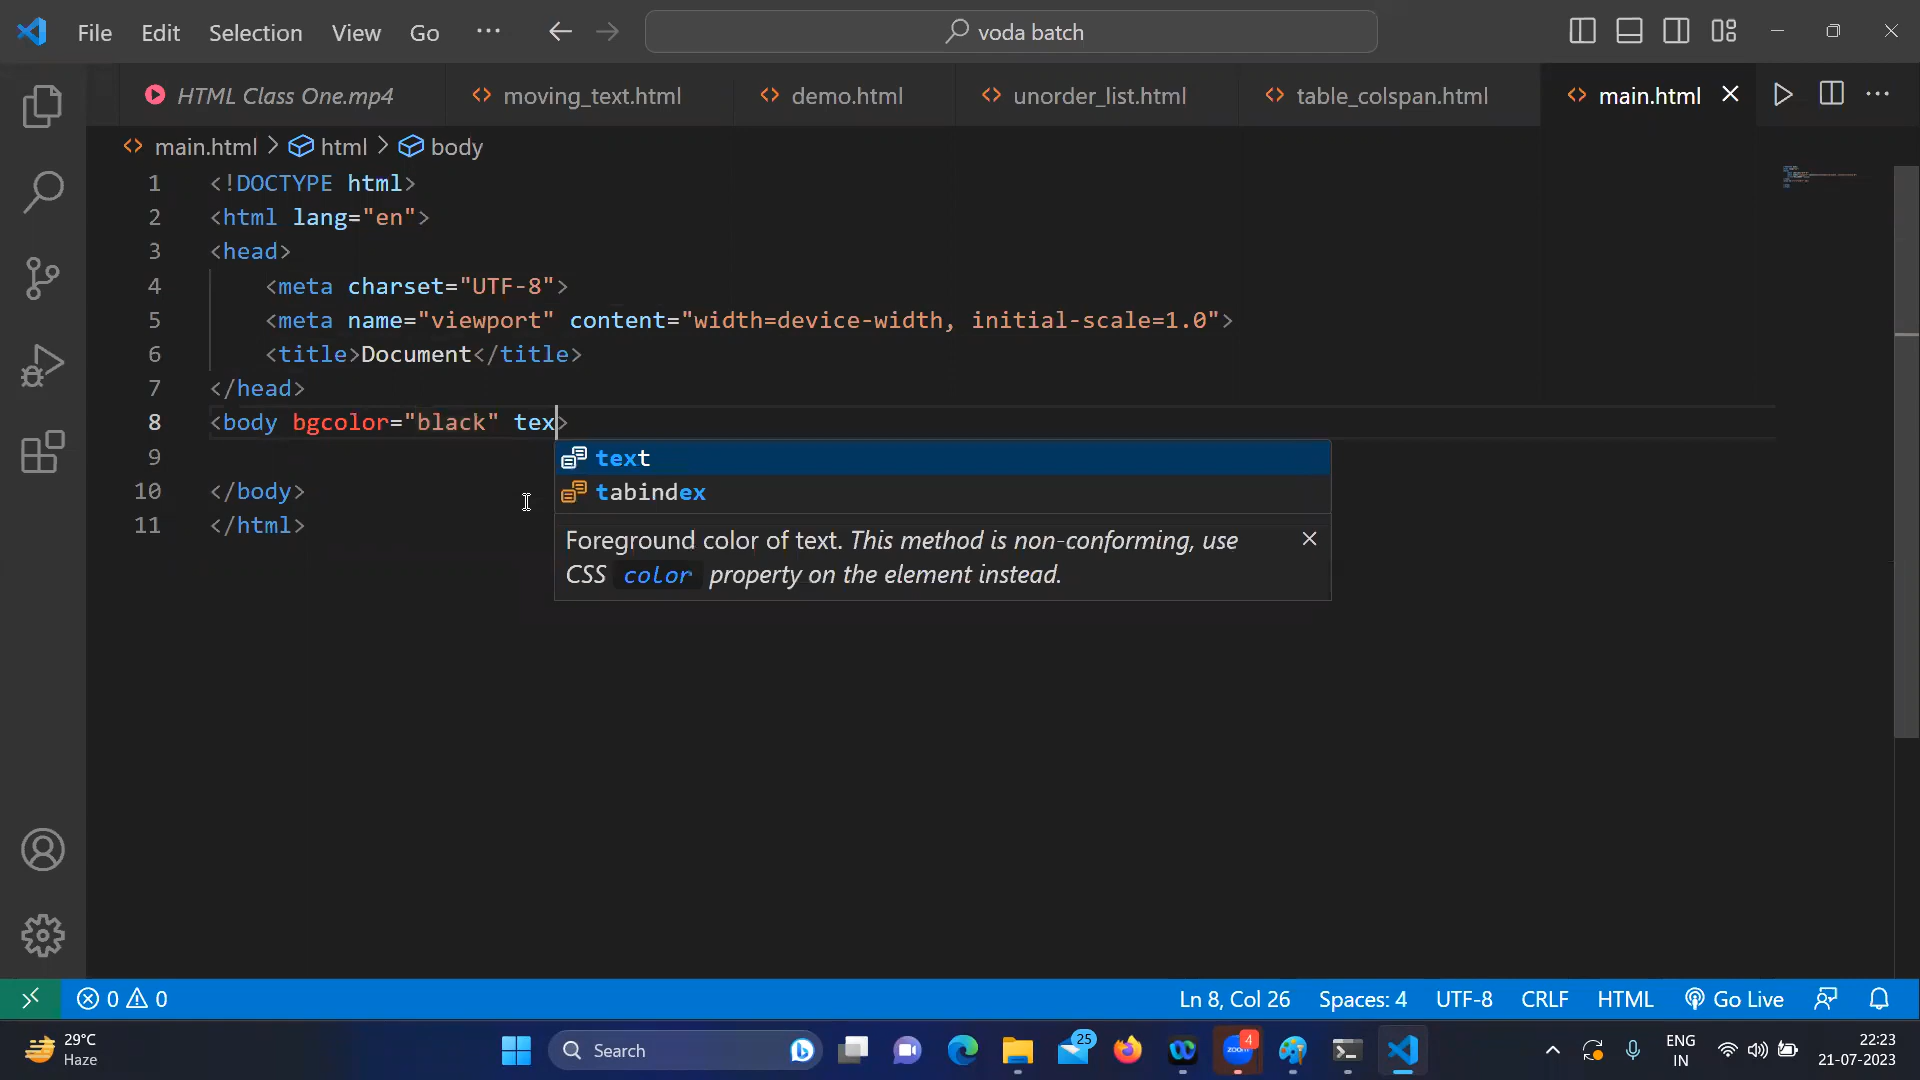 File Edit Selection View Go ··· voda batch
HTML Class One.mp4 moving_text.html demo.html unorder_list.html table_colspan.html main.html
main.html > html > body
1 <!DOCTYPE html>
2 <html lang="en">
3 <head>
4 <meta charset="UTF-8">
5 <meta name="viewport" content="width=device-width, initial-scale=1.0">
6 <title>Document</title>
7 </head>
8 <body bgcolor="black" tex>
text
9
tabindex
10 </body>
11 </html>
Foreground color of text. This method is non-conforming, use
CSS color property on the element instead.
0 0 Ln 8, Col 26 Spaces: 4 UTF-8 CRLF HTML Go Live
29°C
Haze
Search
25
zoom
4
ENG
IN
22:23
21-07-2023